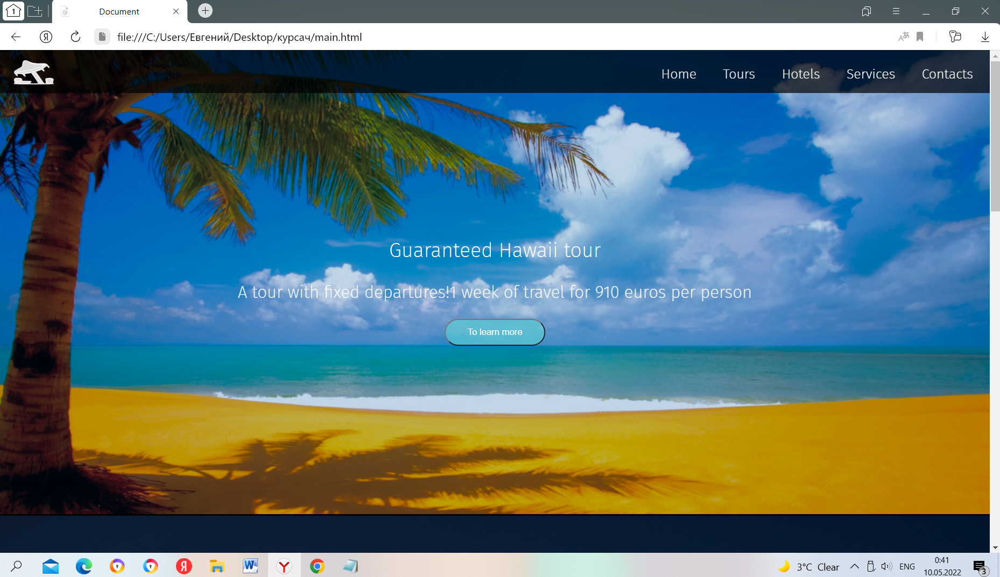 1
Document
Я
file:///C:/Users/Евгений/Desktop/курсач/main.html
Home Tours Hotels Services Contacts
Guaranteed Hawaii tour
A tour with fixed departures!1 week of travel for 910 euros per person
To learn more
Я
W
Y
3°C Clear
ENG
0:41
10.05.2022
3